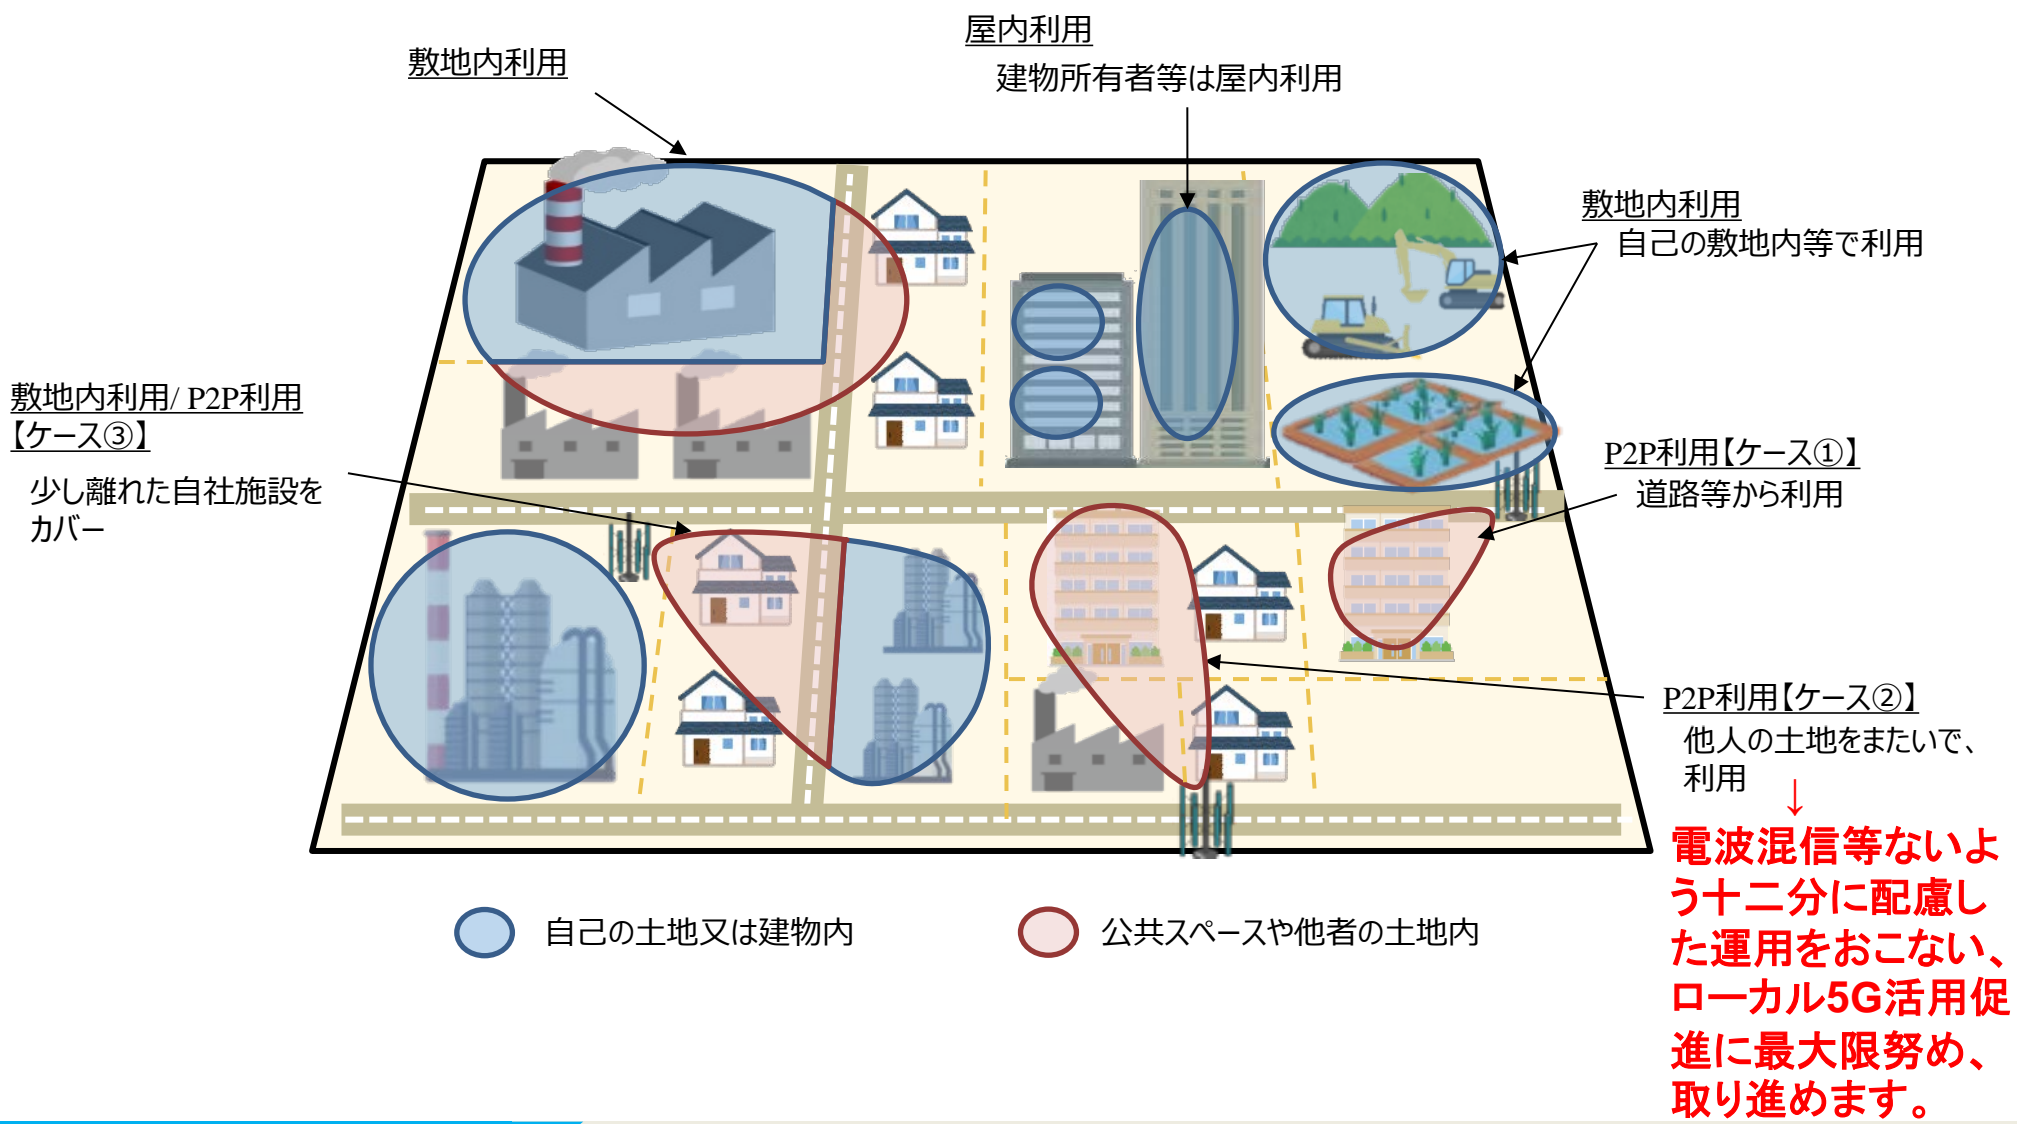 屋内利用
建物所有者等は屋内利用
敷地内利用
敷地内利用
自己の敷地内等で利用
敷地内利用/ P2P利用
【ケース③】
少し離れた自社施設を
カバー
P2P利用【ケース①】
道路等から利用
P2P利用【ケース②】
他人の土地をまたいで、
利用
↓
電波混信等ないよ
う十二分に配慮し
た運用をおこない、
ローカル5G活用促
進に最大限努め、
取り進めます。
自己の土地又は建物内
公共スペースや他者の土地内